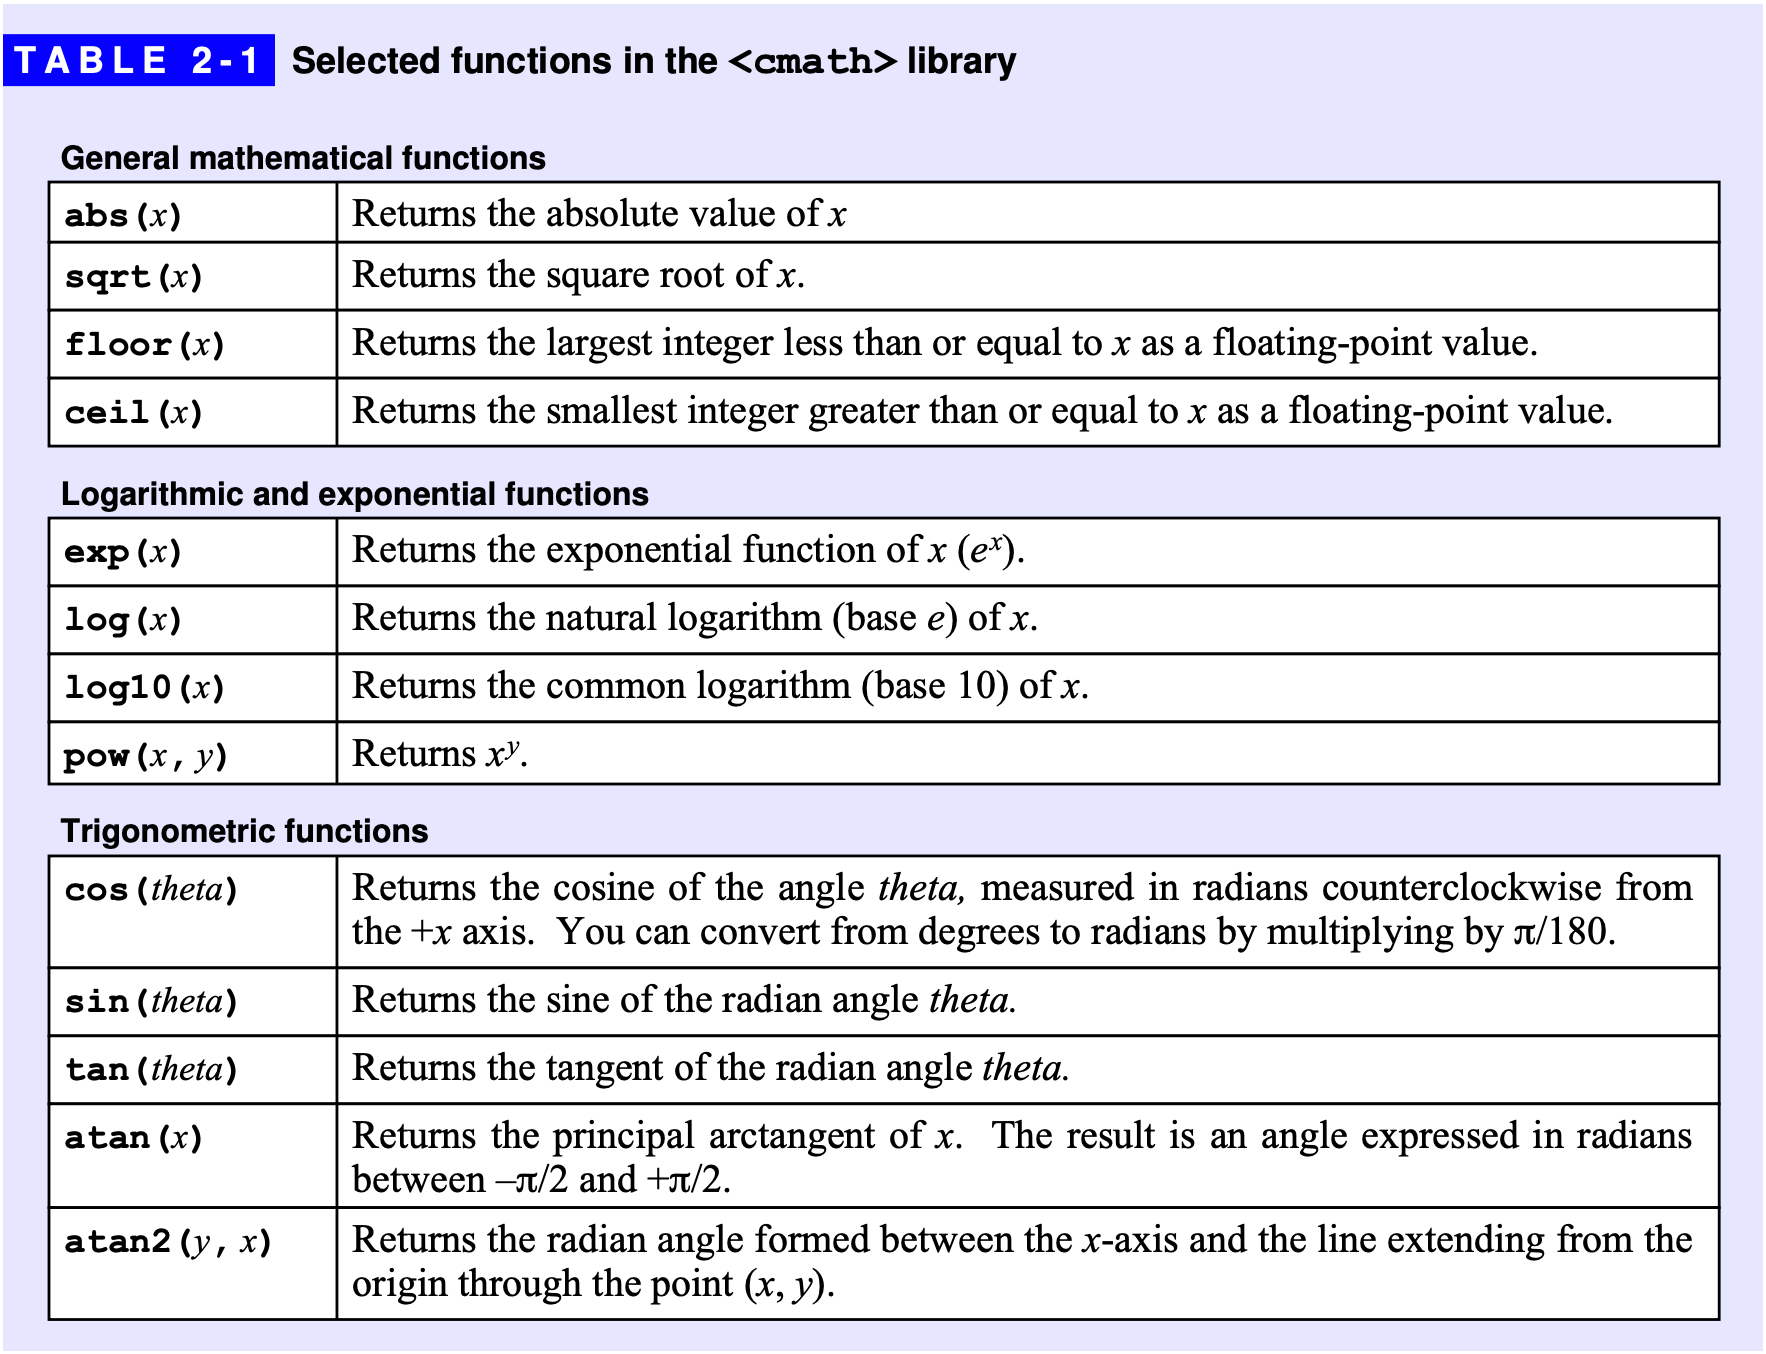 TABLE 2-1 Selected functions in the <cmath> library
General mathematical functions
abs(x) Returns the absolute value of x
sqrt(x) Returns the square root of x.
floor(x) Returns the largest integer less than or equal to x as a floating-point value.
ceil(x) Returns the smallest integer greater than or equal to x as a floating-point value.
Logarithmic and exponential functions
exp(x) Returns the exponential function of x (eˣ).
log(x) Returns the natural logarithm (base e) of x.
log10(x) Returns the common logarithm (base 10) of x.
pow(x, y) Returns xʸ.
Trigonometric functions
cos(theta) Returns the cosine of the angle theta, measured in radians counterclockwise from
the +x axis. You can convert from degrees to radians by multiplying by π/180.
sin(theta) Returns the sine of the radian angle theta.
tan(theta) Returns the tangent of the radian angle theta.
atan(x) Returns the principal arctangent of x. The result is an angle expressed in radians
between –π/2 and +π/2.
atan2(y, x) Returns the radian angle formed between the x-axis and the line extending from the
origin through the point (x, y).